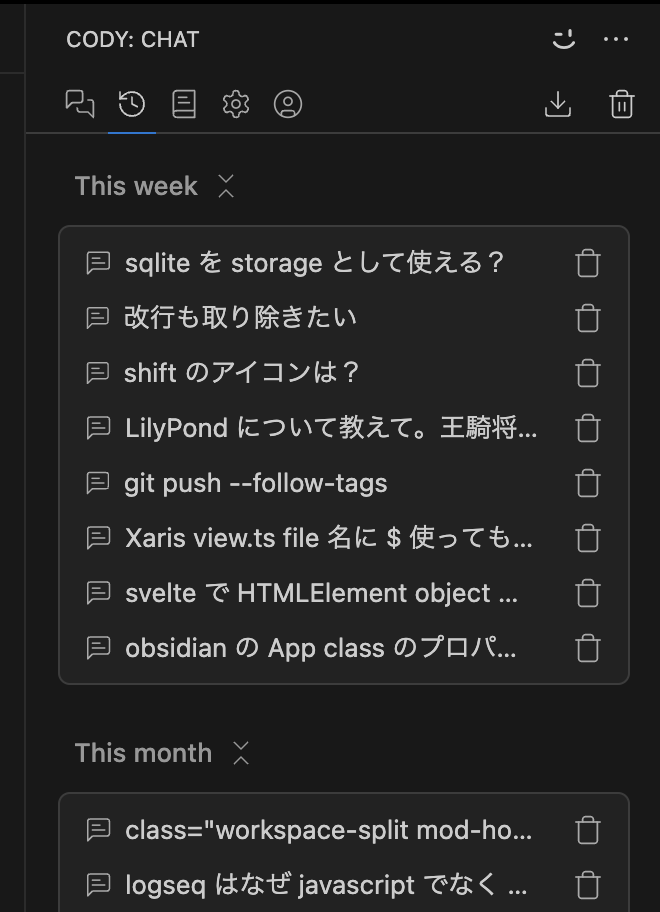 CODY: CHAT
This week
sqlite を storage として使える？
改行も取り除きたい
shift のアイコンは？
LilyPond について教えて。王騎将...
git push --follow-tags
Xaris view.ts file 名に $ 使っても...
svelte で HTMLElement object ...
obsidian の App class のプロパ...
This month
class="workspace-split mod-ho...
logseq はなぜ javascript でなく ...